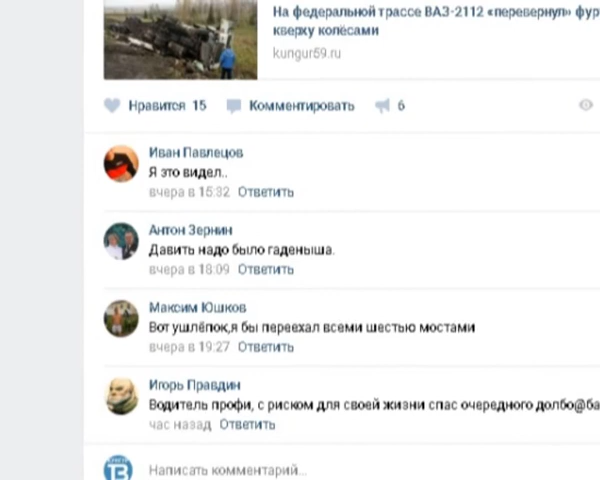 На федеральной трассе ВАЗ-2112 «перевернул» фур
кверху колёсами
kungur59.ru
Нравится 15 Комментировать 6
Иван Павлецов
Я это видел..
вчера в 15:32 Ответить
Антон Зернин
Давить надо было гаденыша.
вчера в 18:09 Ответить
Максим Юшков
Вот ушлёпок,я бы переехал всеми шестью мостами
вчера в 19:27 Ответить
Игорь Правдин
Водитель профи, с риском для своей жизни спас очередного долбо@ба
час назад Ответить
Написать комментарий...